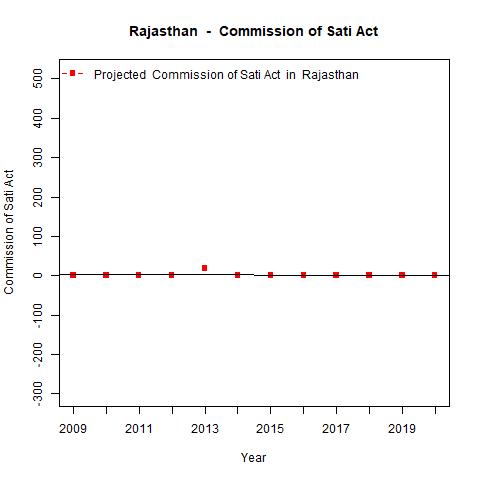 Rajasthan - Commission of Sati Act
Projected Commission of Sati Act in Rajasthan
Commission of Sati Act
500
400
300
200
100
0
-100
-200
-300
2009 2011 2013 2015 2017 2019
Year